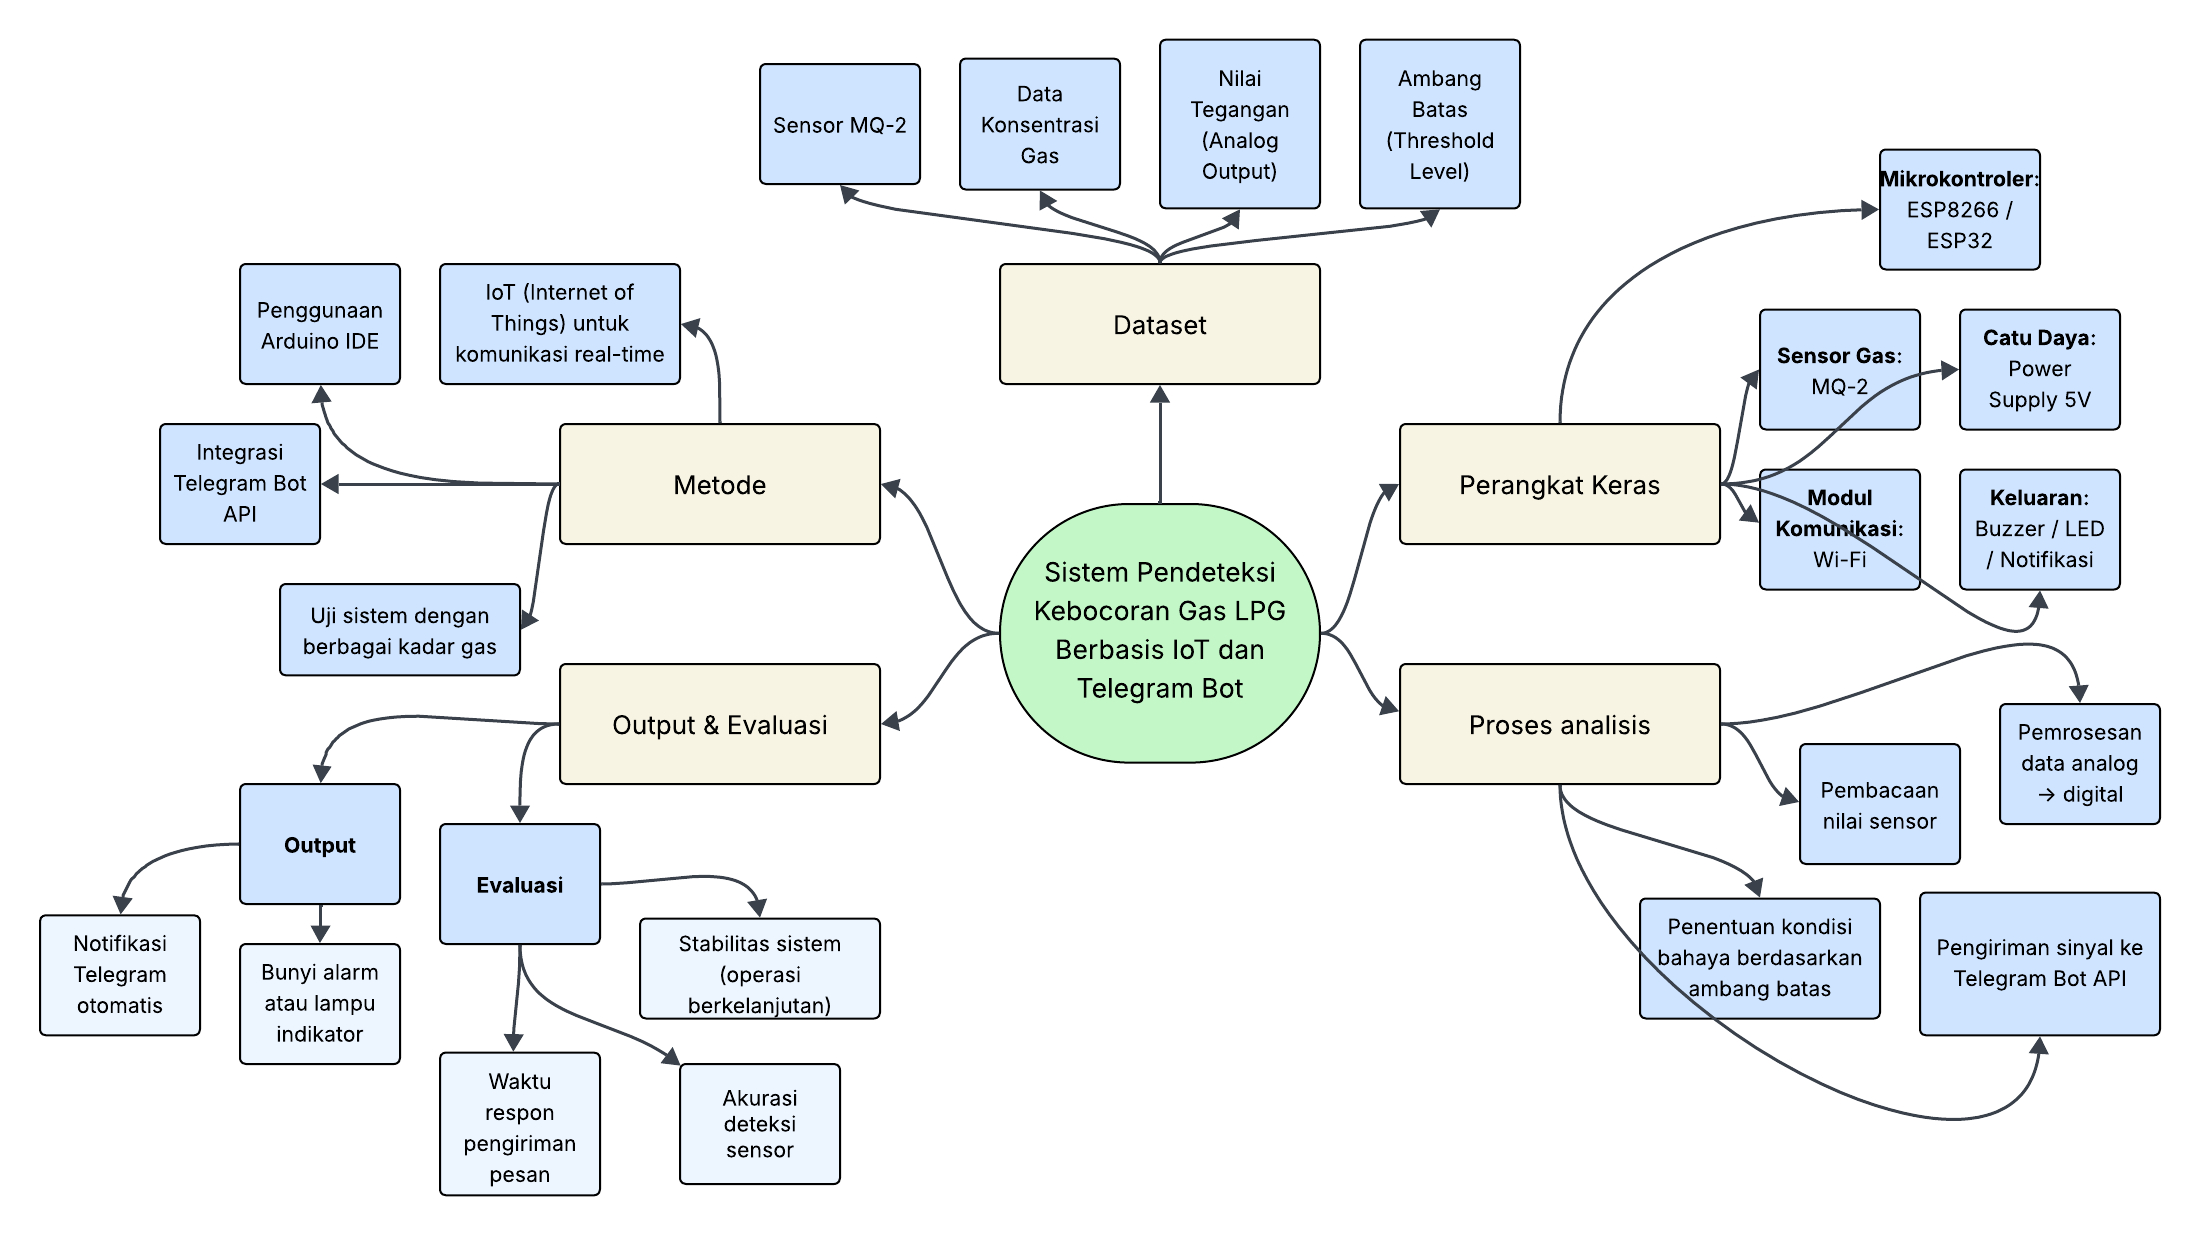 Sensor MQ-2
Data
Konsentrasi
Gas
Nilai
Tegangan
(Analog
Output)
Ambang
Batas
(Threshold
Level)
Mikrokontroler:
ESP8266 /
ESP32
Penggunaan
Arduino IDE
IoT (Internet of
Things) untuk
komunikasi real-time
Dataset
Sensor Gas:
MQ-2
Catu Daya:
Power
Supply 5V
Integrasi
Telegram Bot
API
Metode
Perangkat Keras
Modul
Komunikasi:
Wi-Fi
Keluaran:
Buzzer / LED
/ Notifikasi
Sistem Pendeteksi
Kebocoran Gas LPG
Berbasis IoT dan
Telegram Bot
Uji sistem dengan
berbagai kadar gas
Output & Evaluasi
Proses analisis
Pemrosesan
data analog
→ digital
Pembacaan
nilai sensor
Output
Evaluasi
Notifikasi
Telegram
otomatis
Bunyi alarm
atau lampu
indikator
Stabilitas sistem
(operasi
berkelanjutan)
Penentuan kondisi
bahaya berdasarkan
ambang batas
Pengiriman sinyal ke
Telegram Bot API
Waktu
respon
pengiriman
pesan
Akurasi
deteksi
sensor